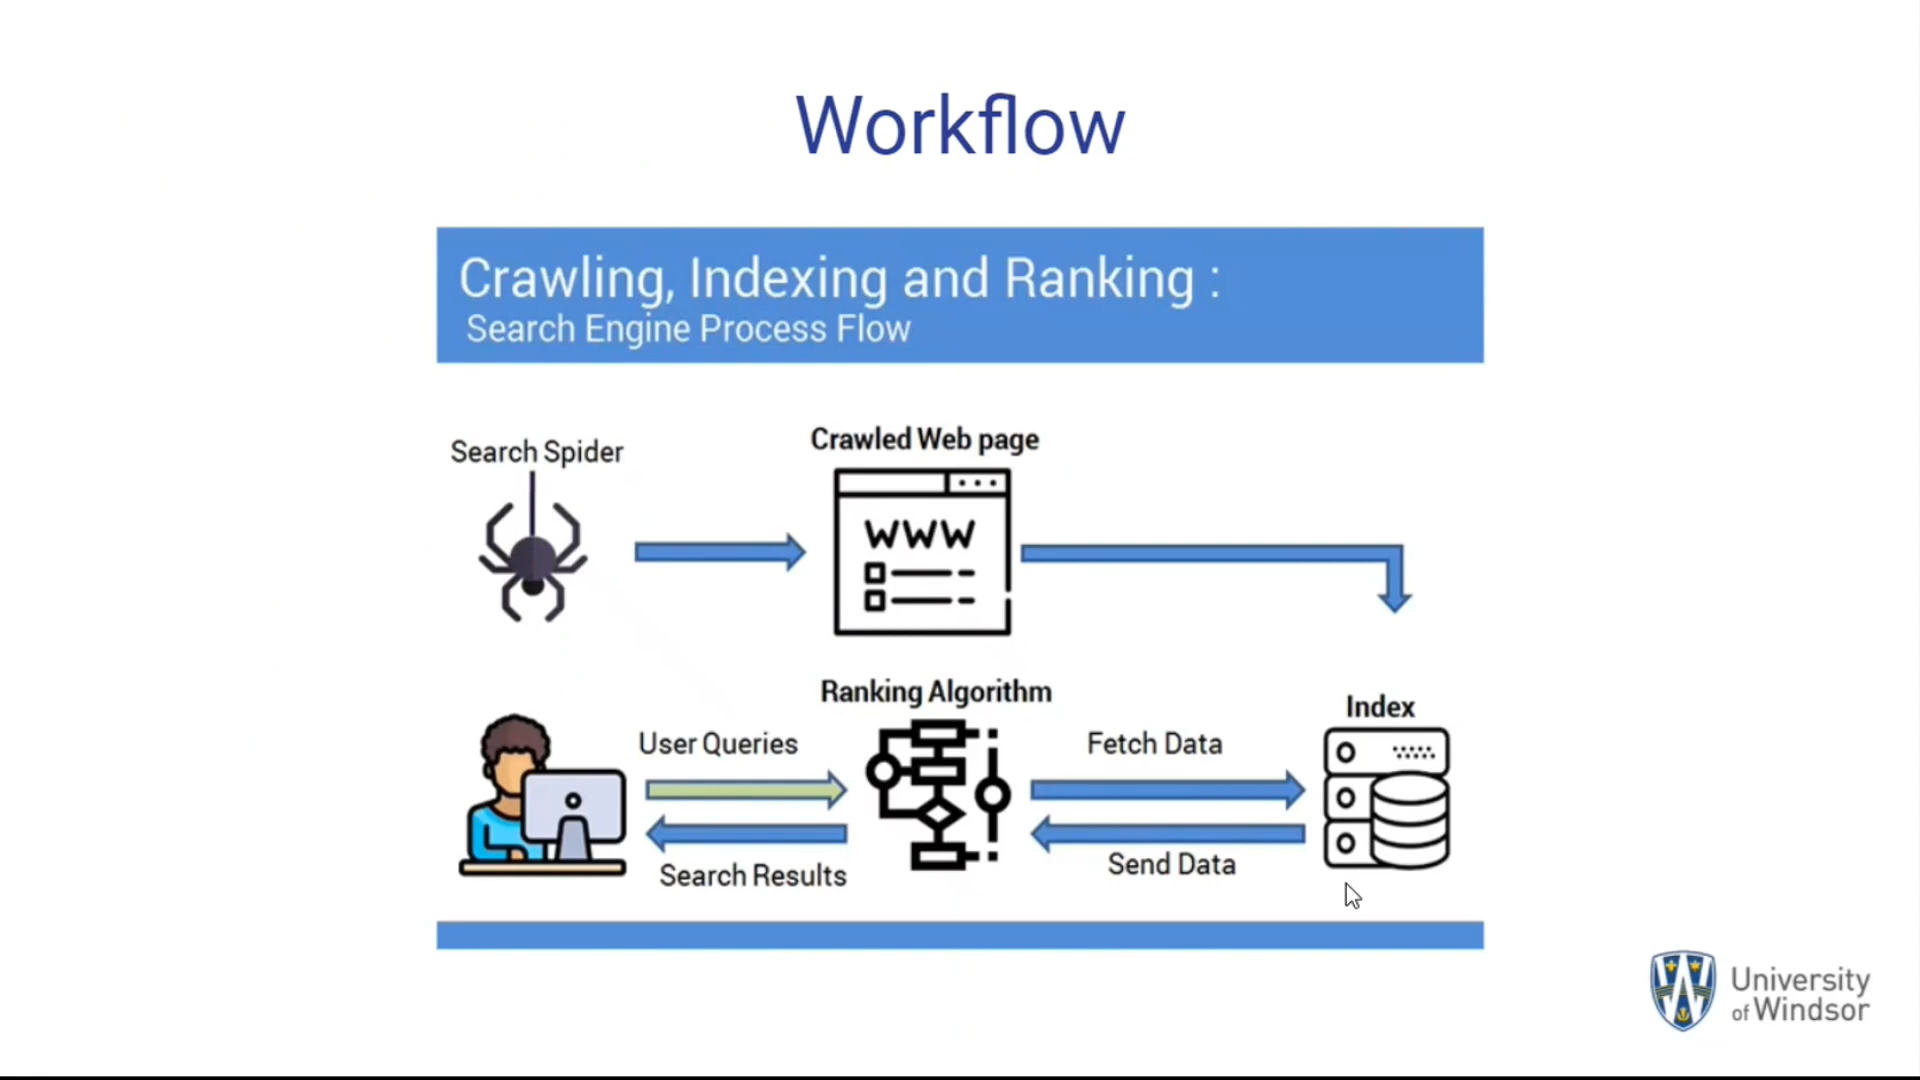 Workflow
Crawling, Indexing and Ranking :
Search Engine Process Flow
Search Spider
Crawled Web page
WWW
Ranking Algorithm
Index
User Queries
Fetch Data
Search Results
Send Data
University
of Windsor